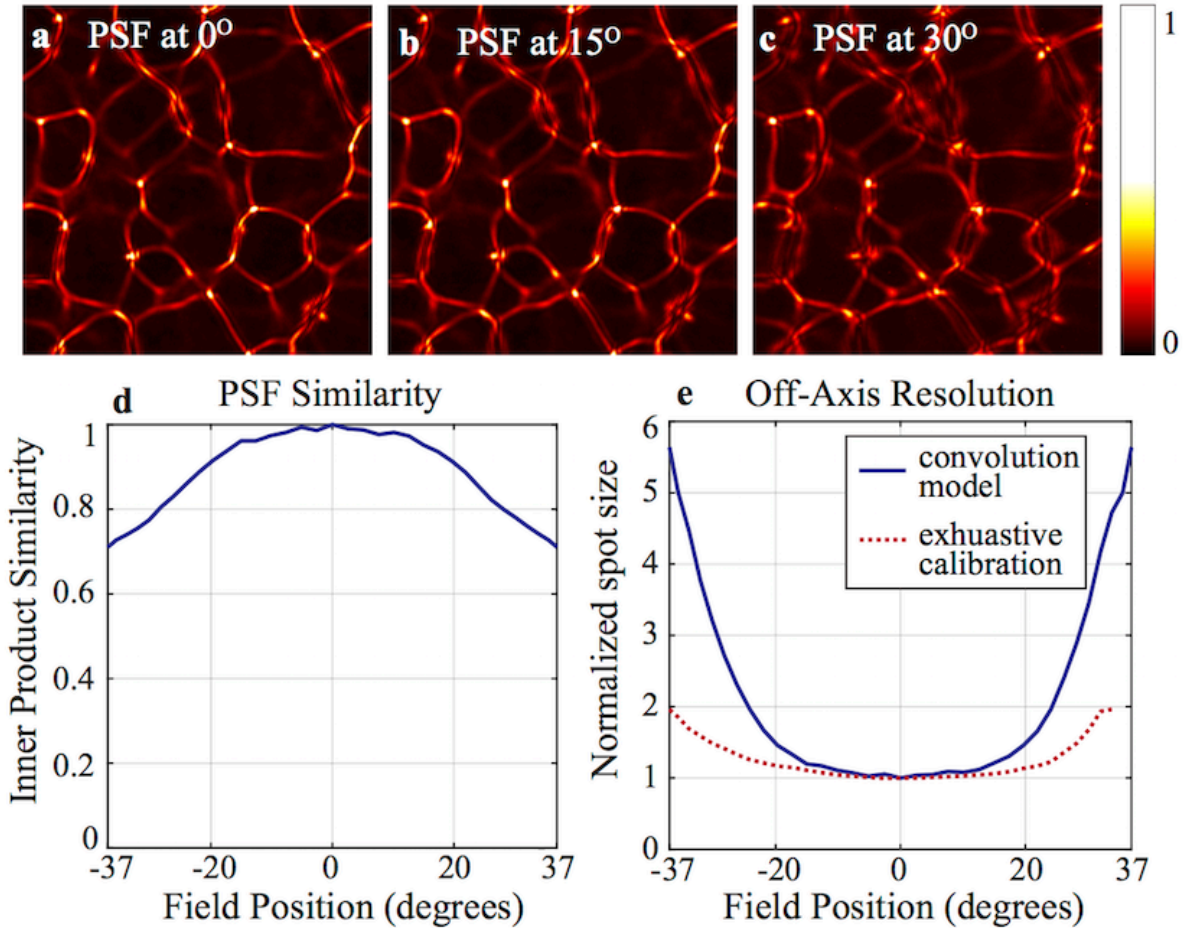 a PSF at 0°
b PSF at 15°
c PSF at 30°
1
0
d PSF Similarity
Inner Product Similarity
1
0.8
0.6
0.4
0.2
0
-37 -20 0 20 37
Field Position (degrees)
e Off-Axis Resolution
Normalized spot size
6
5
4
3
2
1
0
convolution
model
exhuastive
calibration
-37 -20 0 20 37
Field Position (degrees)